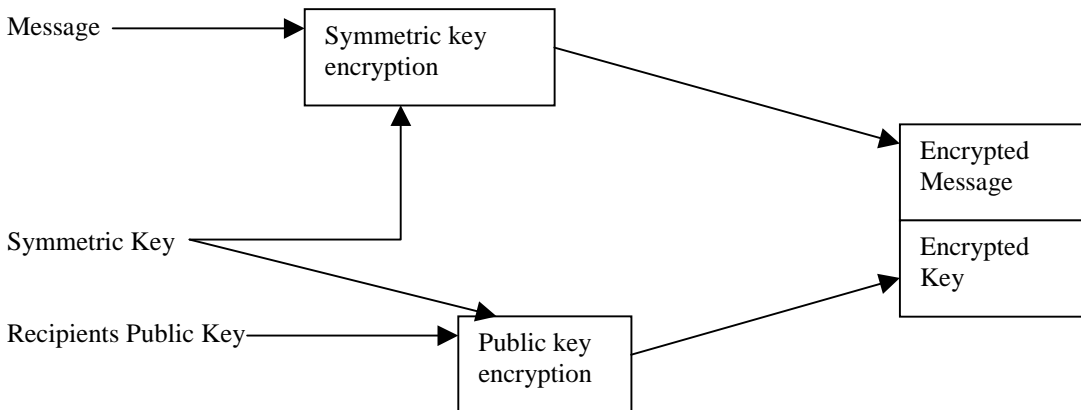 Message
Symmetric key
encryption
Encrypted
Message
Symmetric Key
Encrypted
Key
Recipients Public Key
Public key
encryption